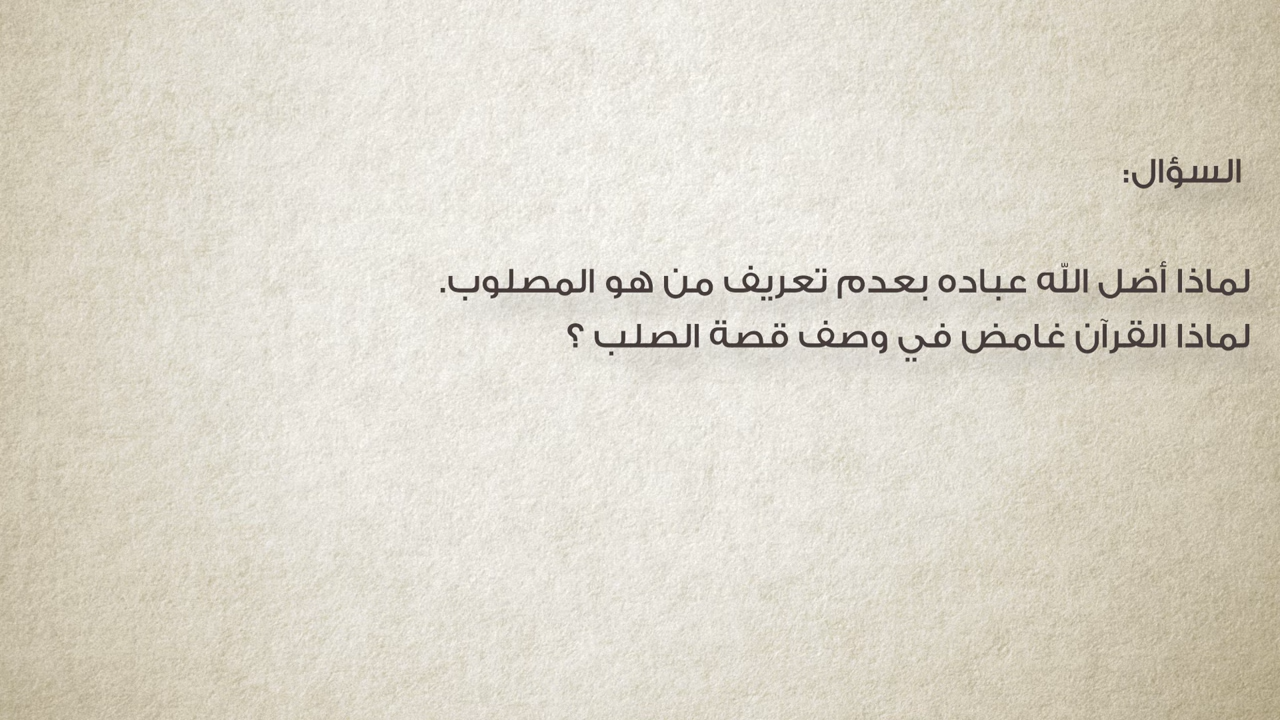 السؤال:
لماذا أضل الله عباده بعدم تعريف من هو المصلوب.
لماذا القرآن غامض في وصف قصة الصلب ؟